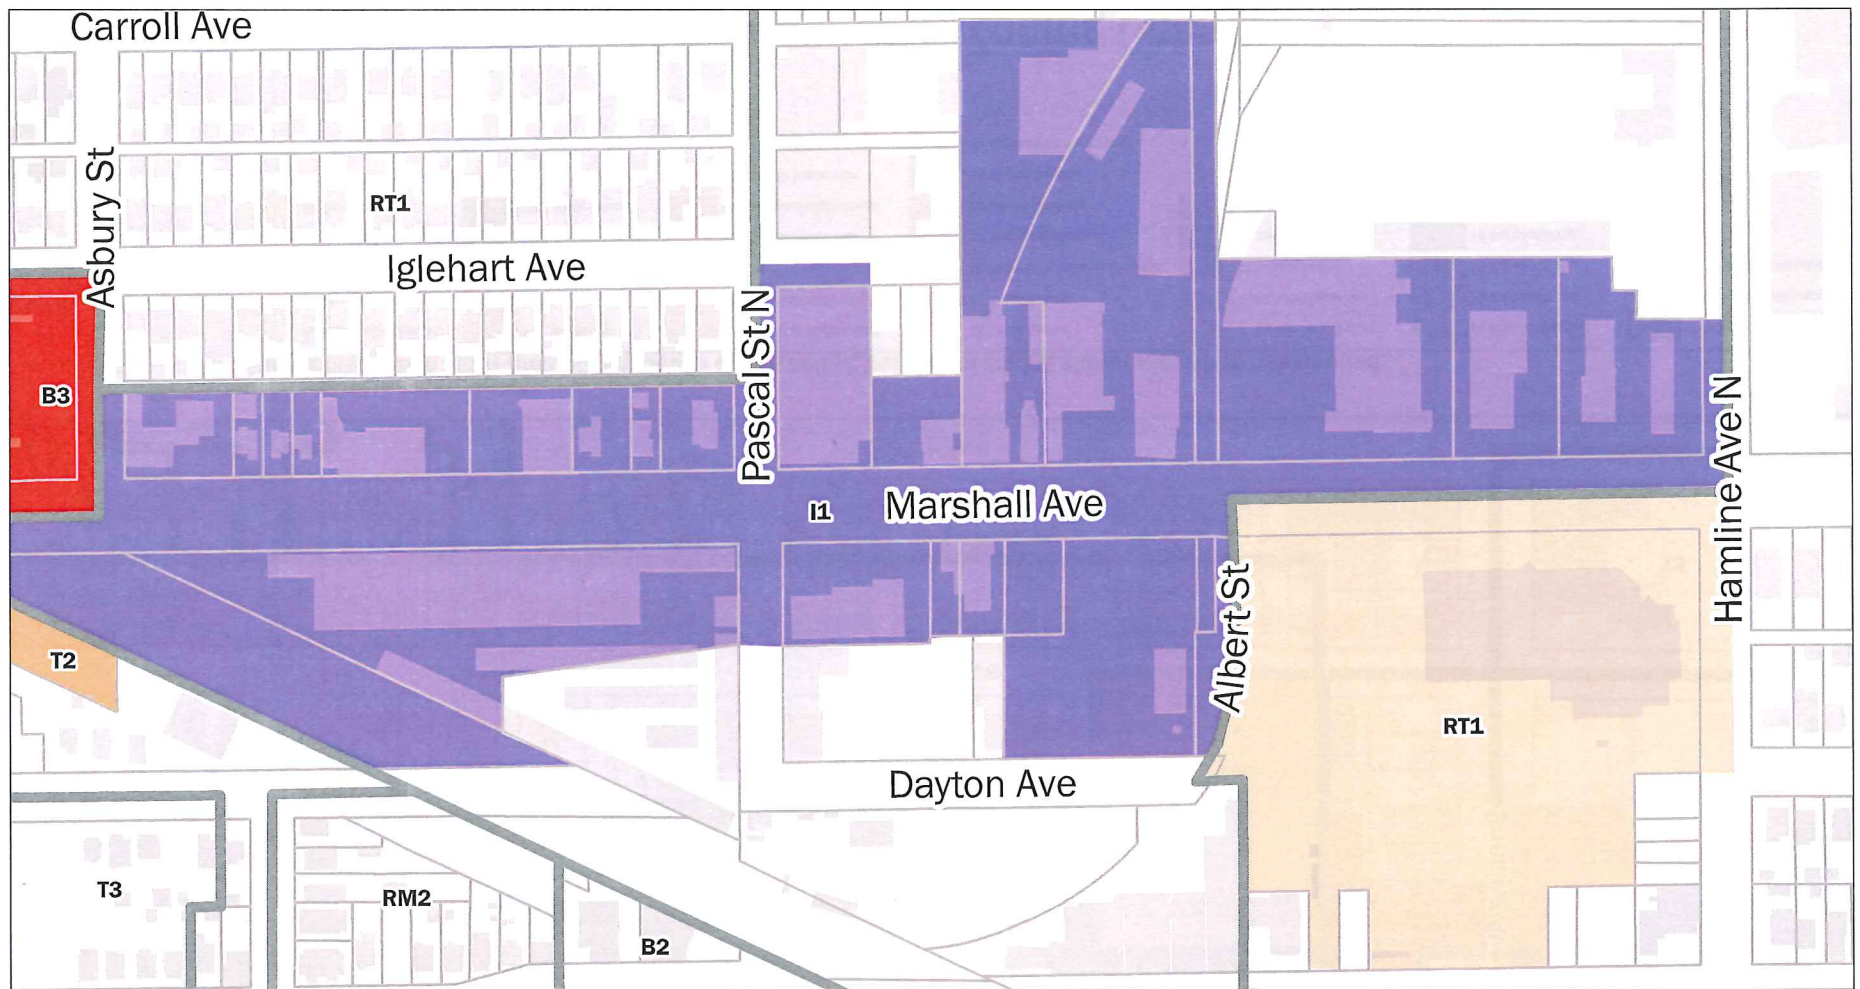 Carroll Ave
Asbury St
RT1
Iglehart Ave
Pascal St N
B3
Hamline Ave N
I1
Marshall Ave
Albert St
T2
RT1
Dayton Ave
T3
RM2
B2